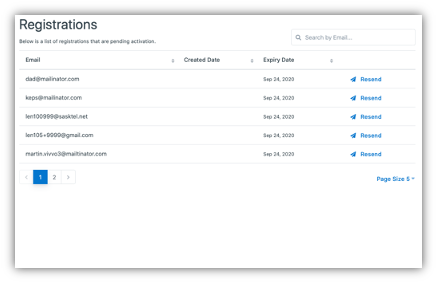 Registrations
Below is a list of registrations that are pending activation.
Search by Email...
Email Created Date Expiry Date
dad@mailinator.com Sep 24, 2020 Resend
keps@mailinator.com Sep 24, 2020 Resend
len100999@sasktel.net Sep 24, 2020 Resend
len105+9999@gmail.com Sep 24, 2020 Resend
martin.vivvo3@mailtinator.com Sep 24, 2020 Resend
1 2
Page Size 5